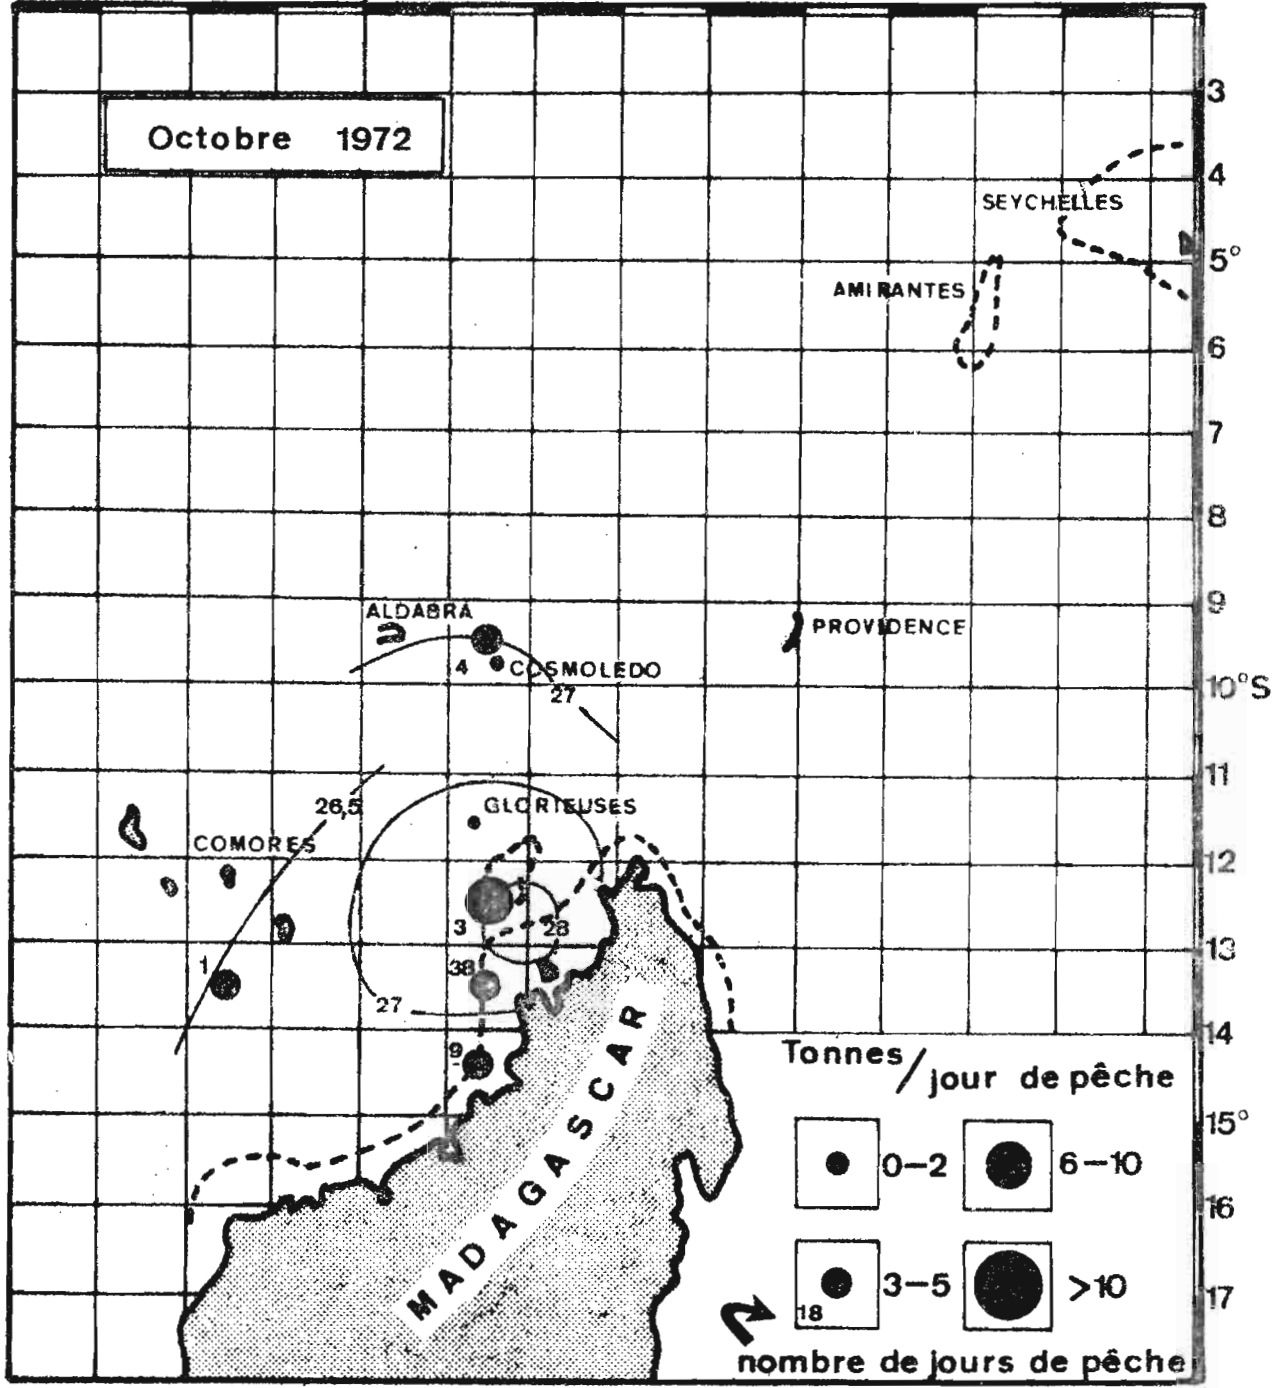 Octobre 1972
3
4
SEYCHELLES
5°
AMIRANTES
6
7
8
9
ALDABRA
PROVIDENCE
4
COSMOLEDO
27
10°S
11
26,5
GLORIEUSES
COMORES
12
3
28
13
1
38
27
14
9
MADAGASCAR
Tonnes/jour de pêche
15°
0-2
6-10
16
3-5
>10
17
18
nombre de jours de pêche